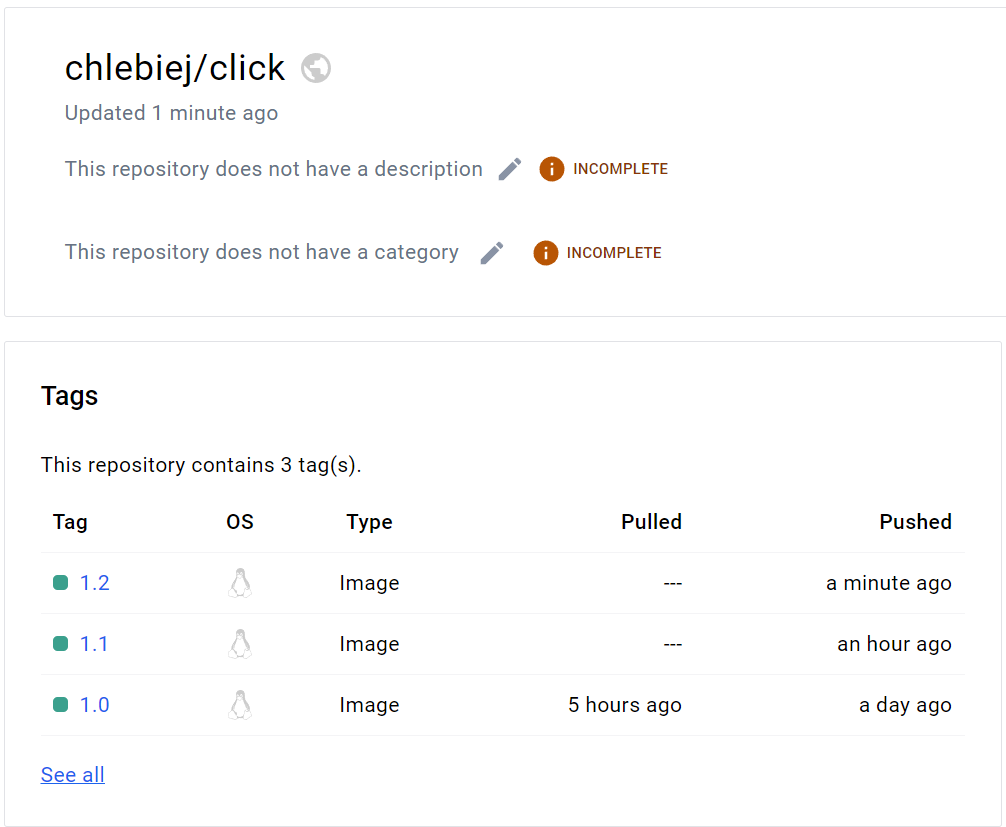 chlebiej/click
Updated 1 minute ago
This repository does not have a description INCOMPLETE
This repository does not have a category INCOMPLETE
Tags
This repository contains 3 tag(s).
Tag OS Type Pulled Pushed
1.2 Image --- a minute ago
1.1 Image --- an hour ago
1.0 Image 5 hours ago a day ago
See all